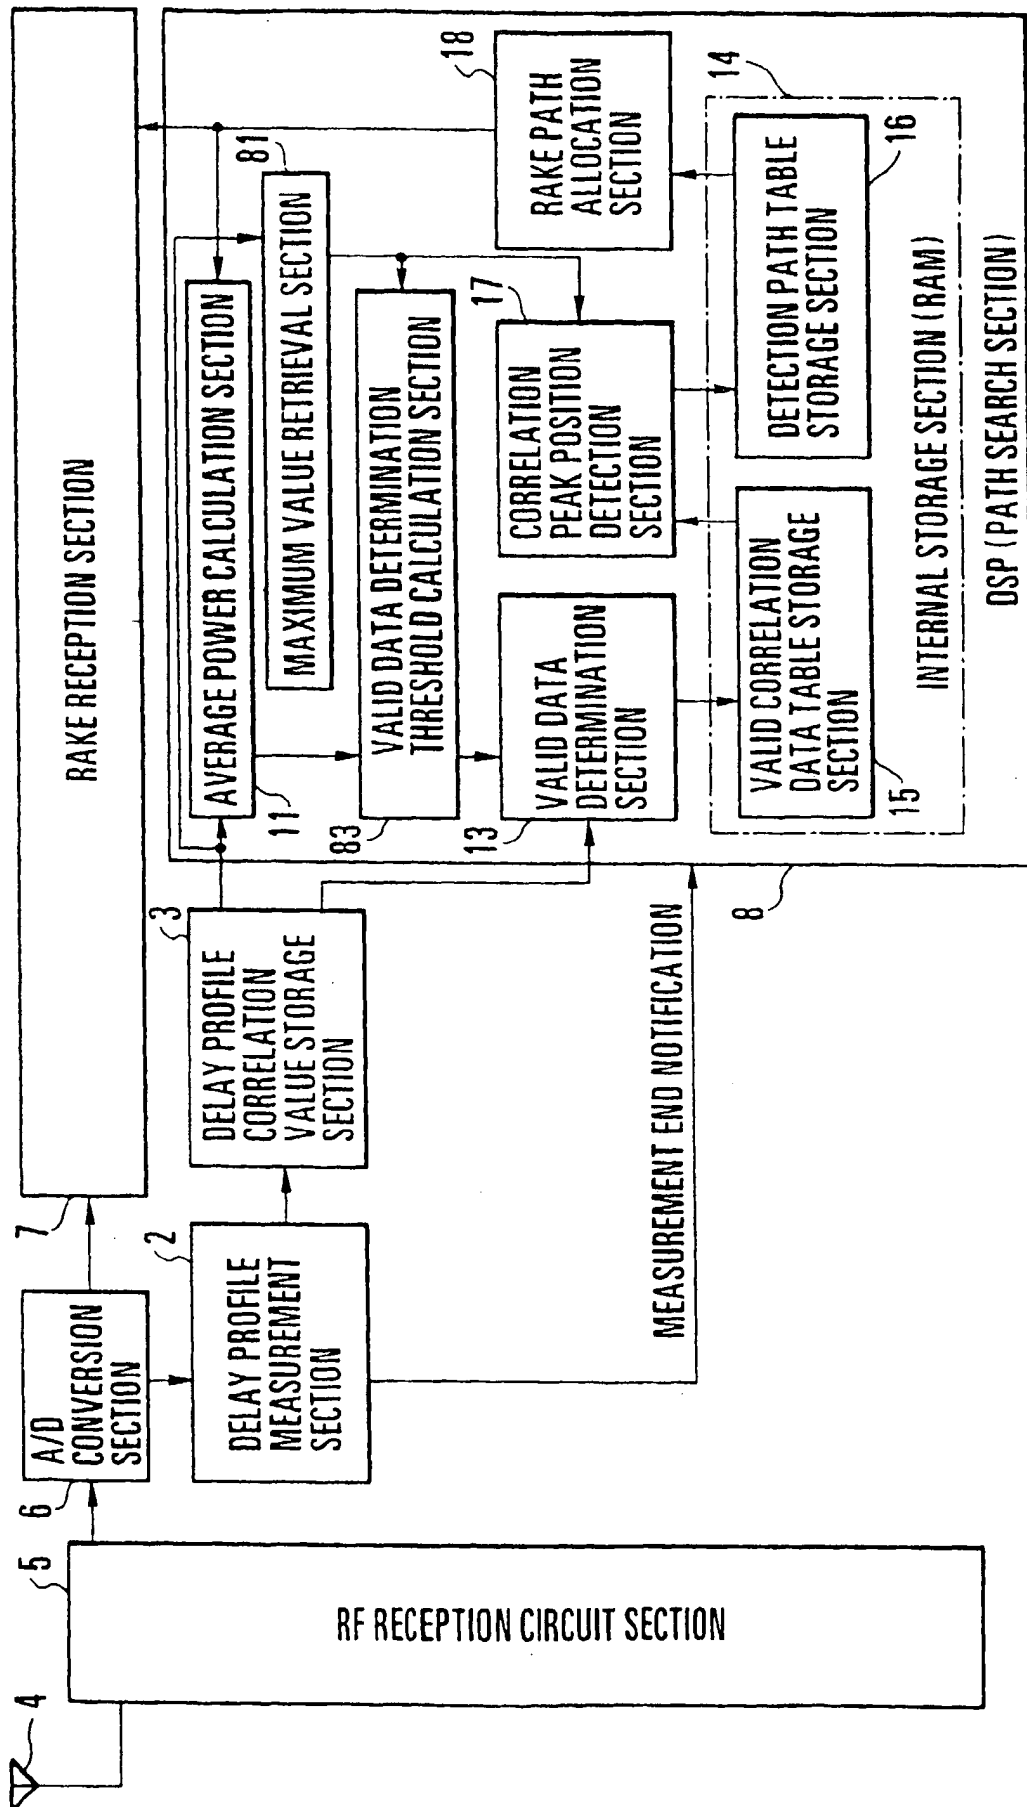 4
5
RF RECEPTION CIRCUIT SECTION
6
A/D
CONVERSION
SECTION
7
RAKE RECEPTION SECTION
2
DELAY PROFILE
MEASUREMENT
SECTION
3
DELAY PROFILE
CORRELATION
VALUE STORAGE
SECTION
MEASUREMENT END NOTIFICATION
8
AVERAGE POWER CALCULATION SECTION
11
81
MAXIMUM VALUE RETRIEVAL SECTION
VALID DATA DETERMINATION
THRESHOLD CALCULATION SECTION
83
13
VALID DATA
DETERMINATION
SECTION
17
CORRELATION
PEAK POSITION
DETECTION
SECTION
18
RAKE PATH
ALLOCATION
SECTION
14
VALID CORRELATION
DATA TABLE STORAGE
SECTION
15
DETECTION PATH TABLE
STORAGE SECTION
16
INTERNAL STORAGE SECTION (RAM)
DSP (PATH SEARCH SECTION)